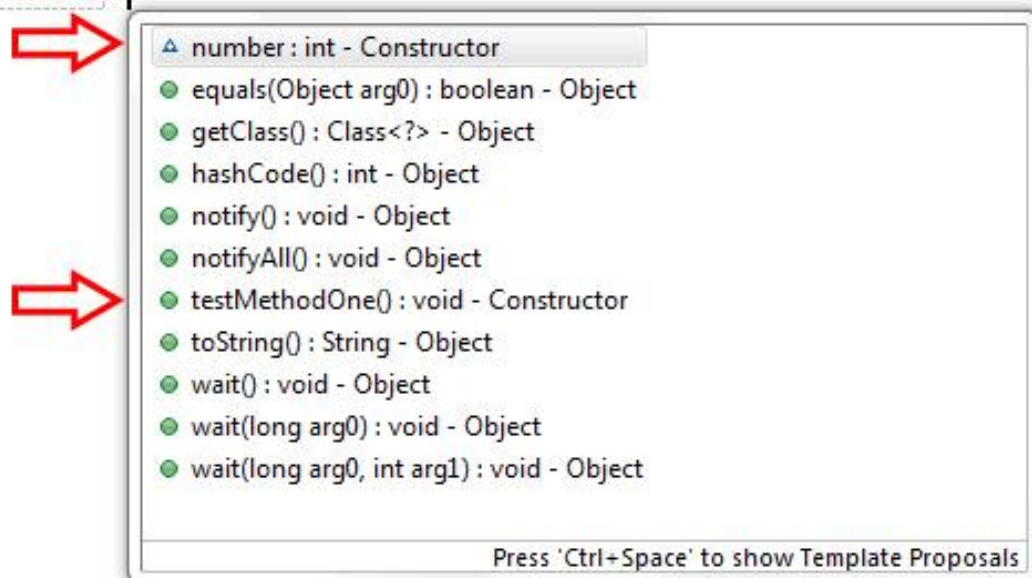 number : int - Constructor
equals(Object arg0) : boolean - Object
getClass() : Class<?> - Object
hashCode() : int - Object
notify() : void - Object
notifyAll() : void - Object
testMethodOne() : void - Constructor
toString() : String - Object
wait() : void - Object
wait(long arg0) : void - Object
wait(long arg0, int arg1) : void - Object
Press 'Ctrl+Space' to show Template Proposals